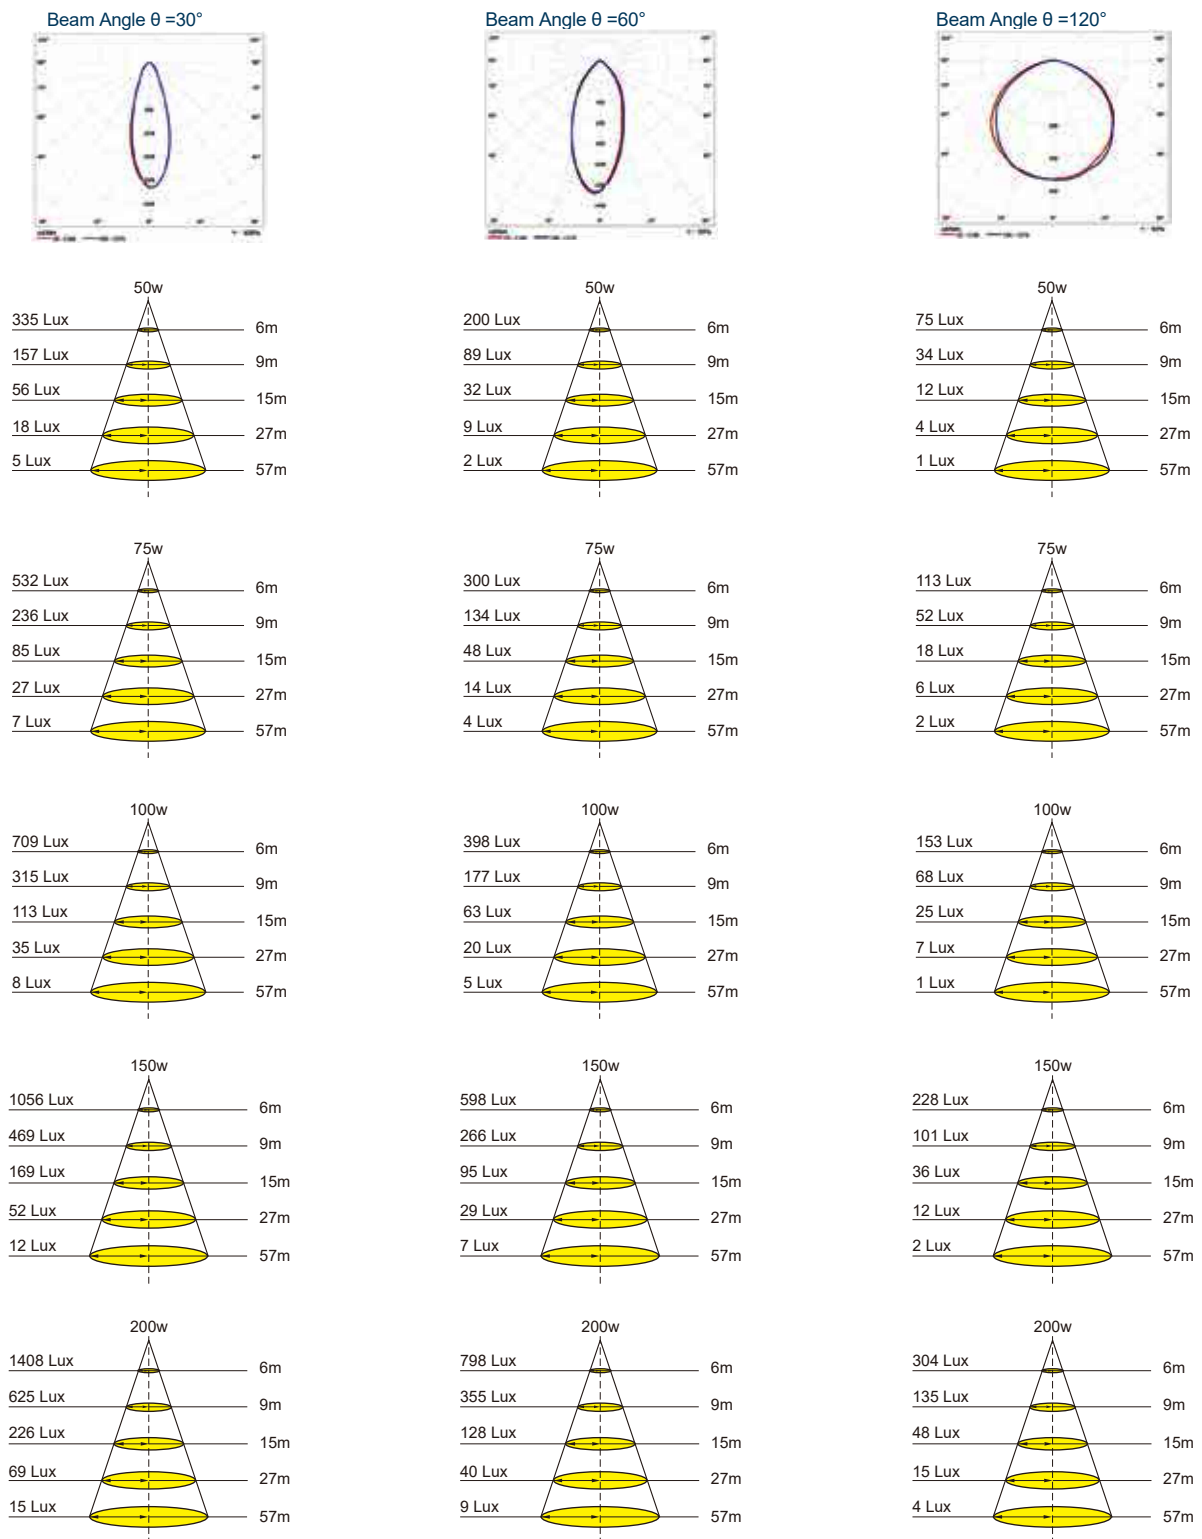 Beam Angle θ =30°
Beam Angle θ =60°
Beam Angle θ =120°
50w
335 Lux 6m
157 Lux 9m
56 Lux 15m
18 Lux 27m
5 Lux 57m
50w
200 Lux 6m
89 Lux 9m
32 Lux 15m
9 Lux 27m
2 Lux 57m
50w
75 Lux 6m
34 Lux 9m
12 Lux 15m
4 Lux 27m
1 Lux 57m
75w
532 Lux 6m
236 Lux 9m
85 Lux 15m
27 Lux 27m
7 Lux 57m
75w
300 Lux 6m
134 Lux 9m
48 Lux 15m
14 Lux 27m
4 Lux 57m
75w
113 Lux 6m
52 Lux 9m
18 Lux 15m
6 Lux 27m
2 Lux 57m
100w
709 Lux 6m
315 Lux 9m
113 Lux 15m
35 Lux 27m
8 Lux 57m
100w
398 Lux 6m
177 Lux 9m
63 Lux 15m
20 Lux 27m
5 Lux 57m
100w
153 Lux 6m
68 Lux 9m
25 Lux 15m
7 Lux 27m
1 Lux 57m
150w
1056 Lux 6m
469 Lux 9m
169 Lux 15m
52 Lux 27m
12 Lux 57m
150w
598 Lux 6m
266 Lux 9m
95 Lux 15m
29 Lux 27m
7 Lux 57m
150w
228 Lux 6m
101 Lux 9m
36 Lux 15m
12 Lux 27m
2 Lux 57m
200w
1408 Lux 6m
625 Lux 9m
226 Lux 15m
69 Lux 27m
15 Lux 57m
200w
798 Lux 6m
355 Lux 9m
128 Lux 15m
40 Lux 27m
9 Lux 57m
200w
304 Lux 6m
135 Lux 9m
48 Lux 15m
15 Lux 27m
4 Lux 57m